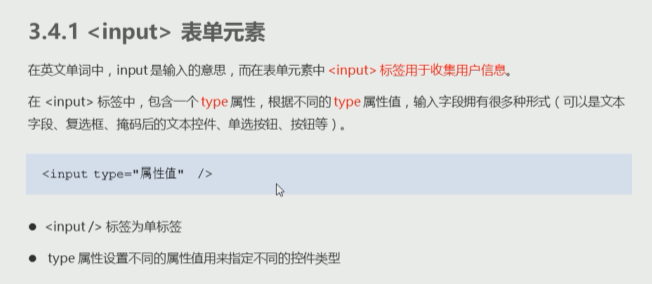 3.4.1 <input> 表单元素
在英文单词中，input 是输入的意思，而在表单元素中 <input> 标签用于收集用户信息。
在 <input> 标签中，包含一个 type 属性，根据不同的 type 属性值，输入字段拥有很多种形式（可以是文本
字段、复选框、掩码后的文本控件、单选按钮、按钮等）。
<input type="属性值" />
● <input /> 标签为单标签
● type 属性设置不同的属性值用来指定不同的控件类型